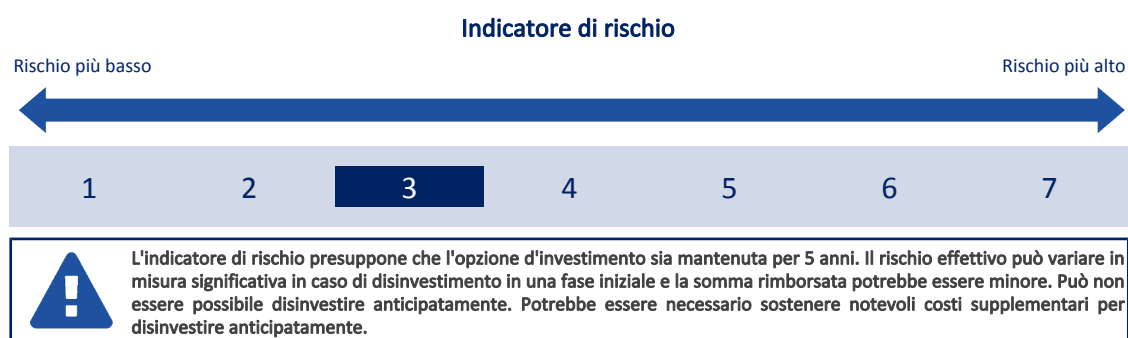 Indicatore di rischio
Rischio più basso
Rischio più alto
1 2 3 4 5 6 7
L'indicatore di rischio presuppone che l'opzione d'investimento sia mantenuta per 5 anni. Il rischio effettivo può variare in
misura significativa in caso di disinvestimento in una fase iniziale e la somma rimborsata potrebbe essere minore. Può non
essere possibile disinvestire anticipatamente. Potrebbe essere necessario sostenere notevoli costi supplementari per
disinvestire anticipatamente.